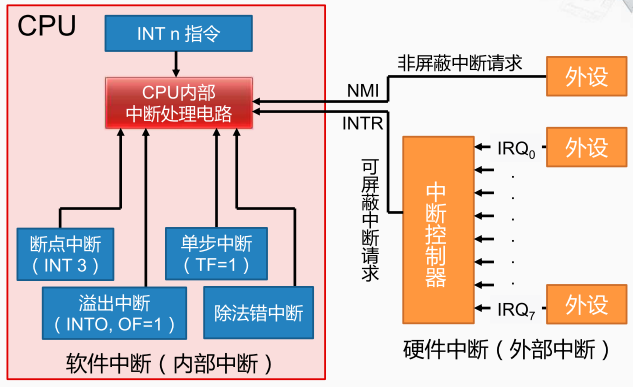 CPU
INT n 指令
CPU内部
中断处理电路
断点中断
（INT 3）
溢出中断
（INTO, OF=1）
单步中断
（TF=1）
除法错中断
软件中断（内部中断）
非屏蔽中断请求
NMI
INTR
可屏蔽中断请求
中断控制器
外设
IRQ0
外设
.
.
.
.
.
.
IRQ7
外设
硬件中断（外部中断）